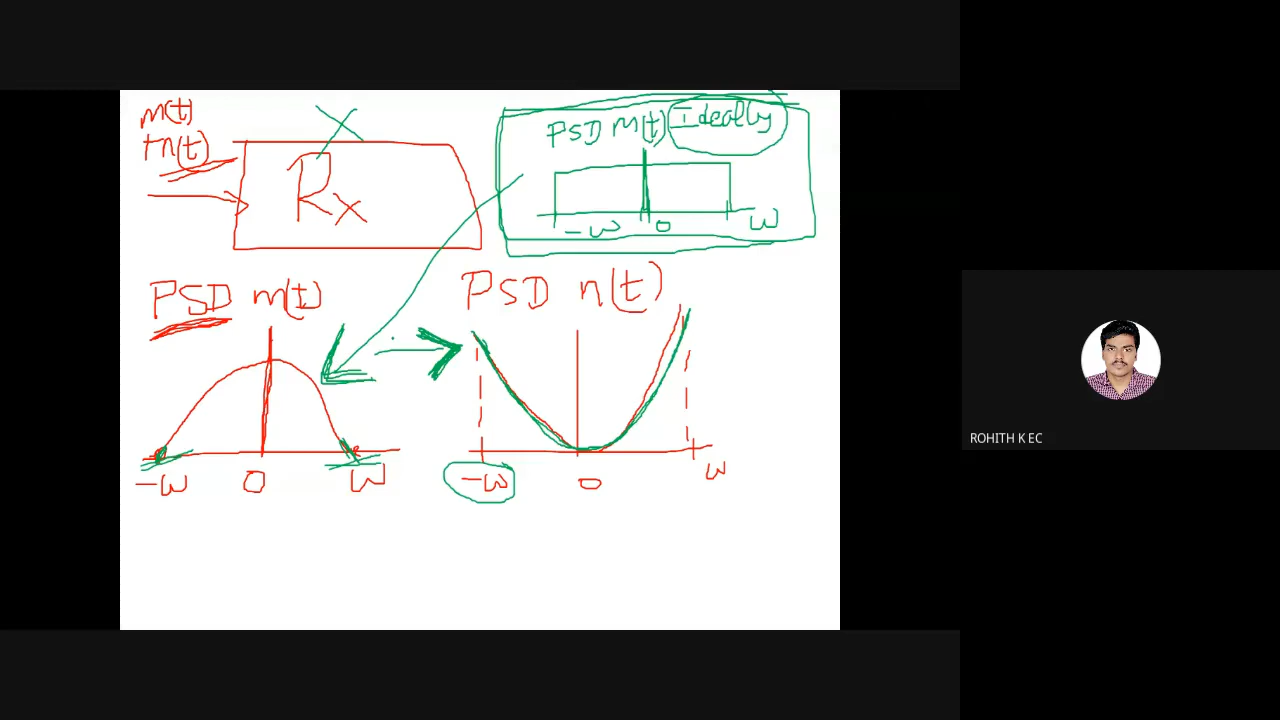 m(t)
+n(t)
Rx
PSD m(t) Ideally
-w 0 w
PSD m(t)
-w 0 w
PSD n(t)
-w 0 w
ROHITH K EC